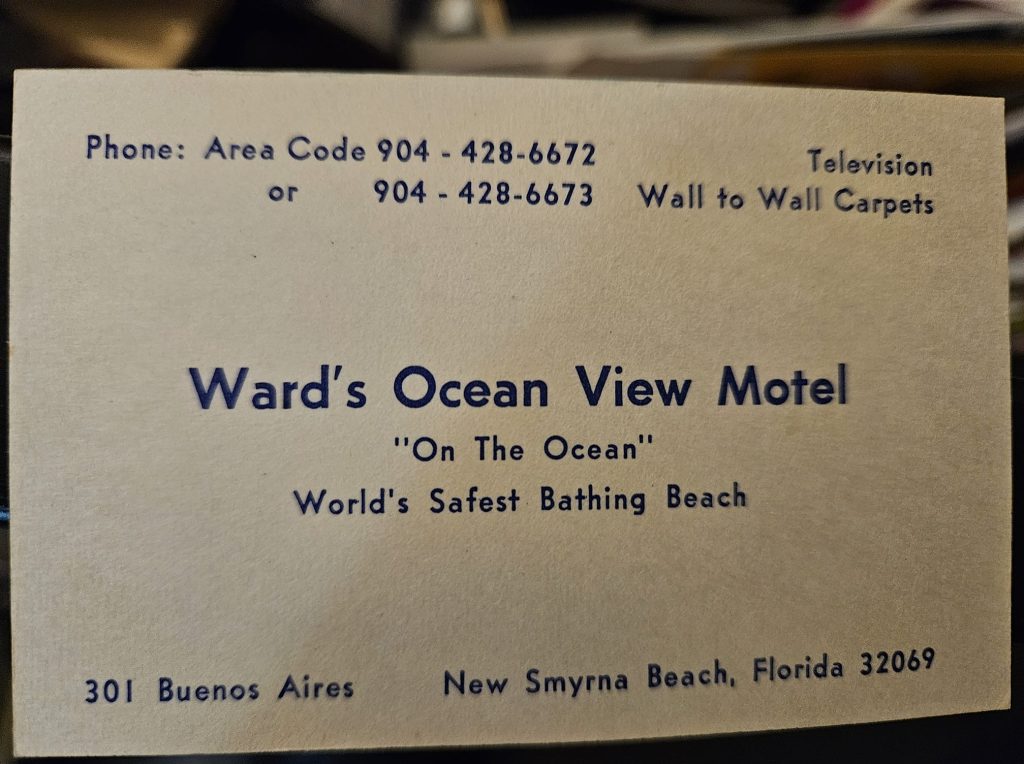 Phone: Area Code 904 - 428-6672
or 904 - 428-6673
Television
Wall to Wall Carpets
Ward's Ocean View Motel
"On The Ocean"
World's Safest Bathing Beach
301 Buenos Aires
New Smyrna Beach, Florida 32069